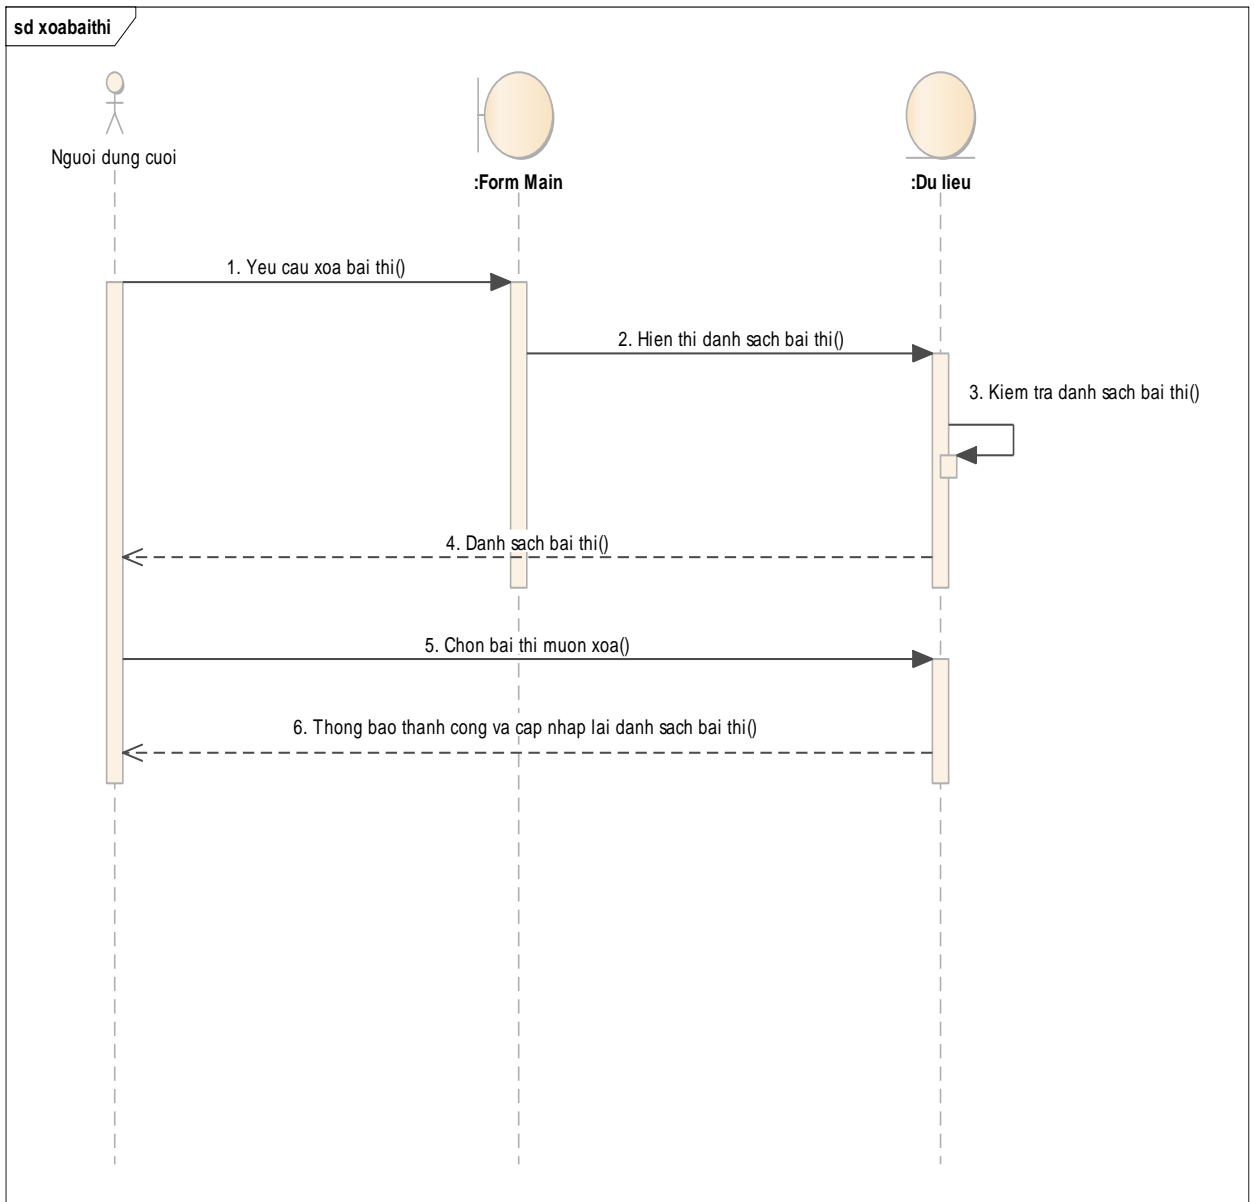 sd xoabaithi
Nguoi dung cuoi
:Form Main
:Du lieu
1. Yeu cau xoa bai thi()
2. Hien thi danh sach bai thi()
3. Kiem tra danh sach bai thi()
4. Danh sach bai thi()
5. Chon bai thi muon xoa()
6. Thong bao thanh cong va cap nhap lai danh sach bai thi()